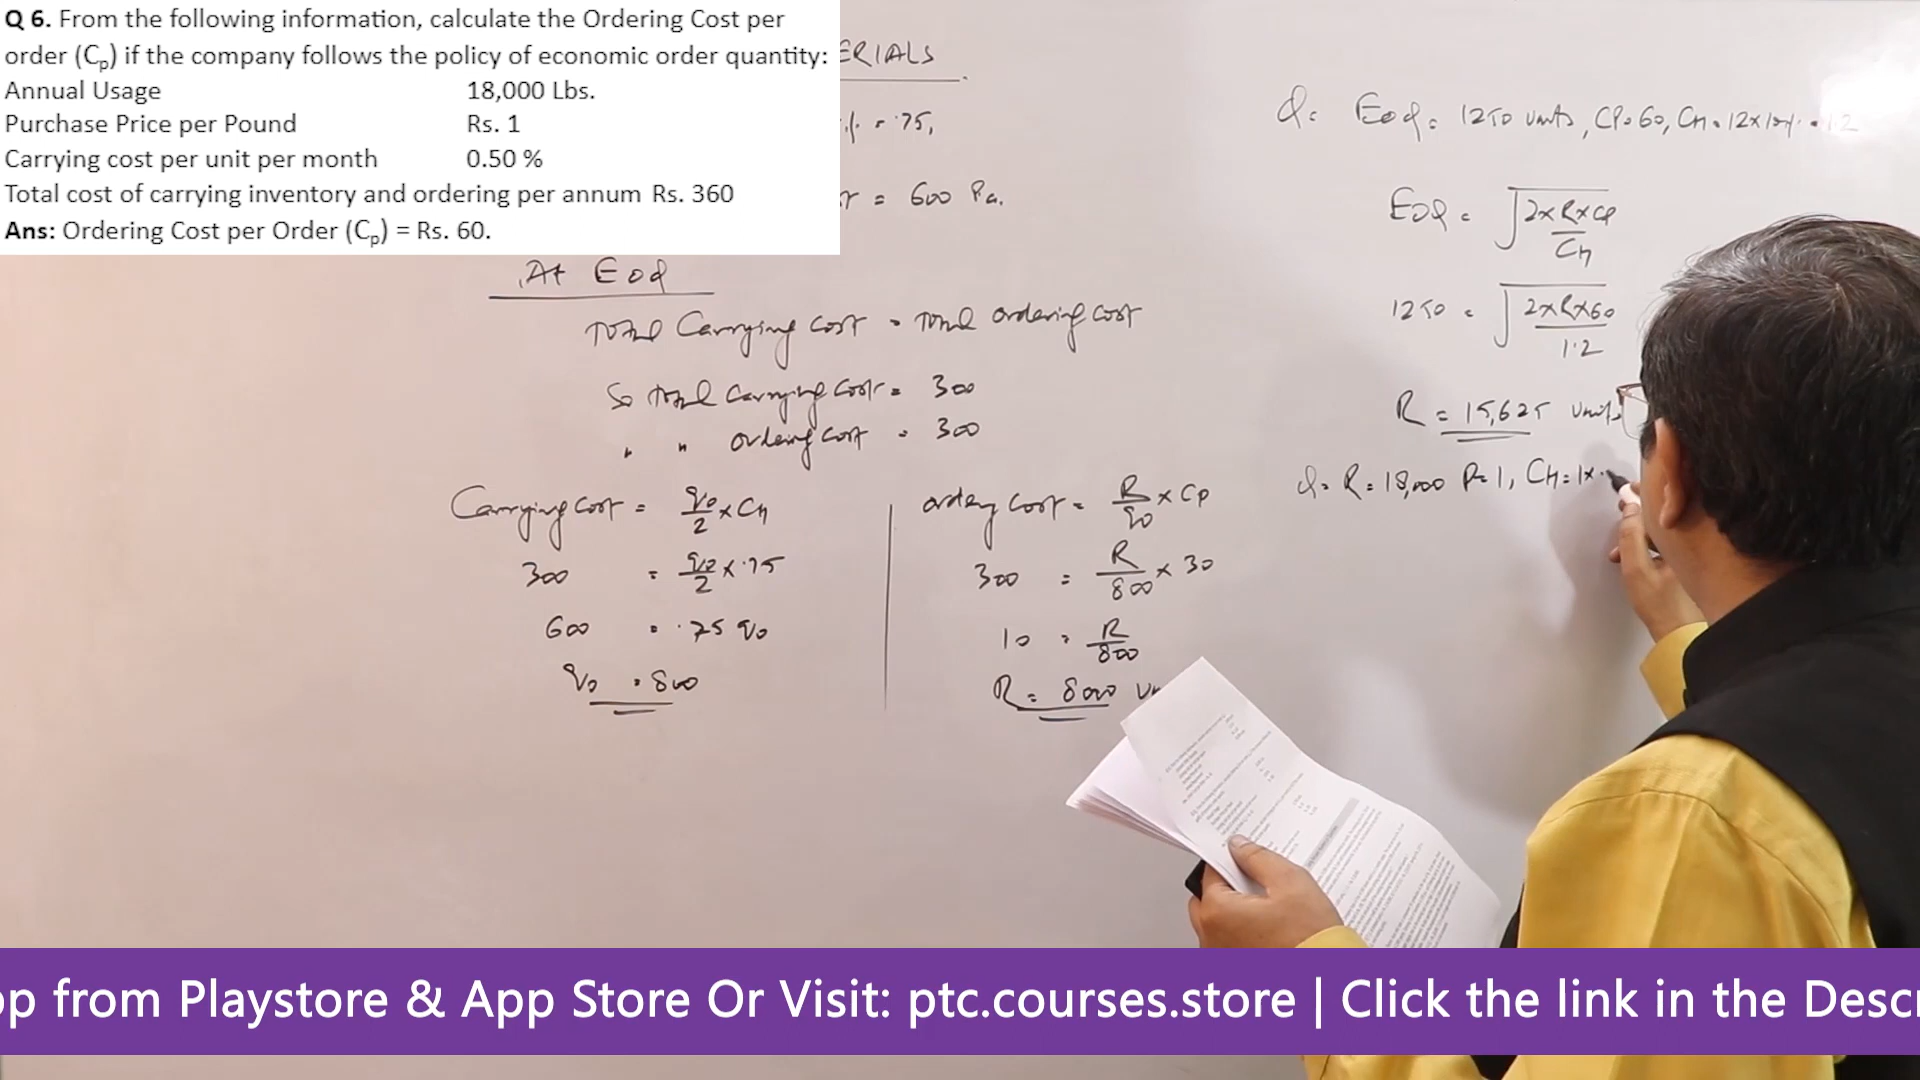 Q 6. From the following information, calculate the Ordering Cost per
order (Cp) if the company follows the policy of economic order quantity:
Annual Usage 18,000 Lbs.
Purchase Price per Pound Rs. 1
Carrying cost per unit per month 0.50 %
Total cost of carrying inventory and ordering per annum Rs. 360
Ans: Ordering Cost per Order (Cp) = Rs. 60.
ERIALS
= .75,
= 600 P.a.
At EOQ
Total Carrying Cost = Total ordering Cost
So total Carrying Cost = 300
" " ordering Cost = 300
Carrying Cost = q0/2 × CH
300 = q0/2 × .75
600 = .75 q0
q0 = 800
ordey Cost = R/q0 × CP
300 = R/800 × 30
10 = R/800
R = 8000
Q. EOQ = 1250 units, CP = 60, CH = 12 × 10% = 1.2
EOQ = √2×R×CP/CH
1250 = √2×R×60/1.2
R = 15,625 units
Q. R = 18,000 P = 1, CH = 1× .
pp from Playstore & App Store Or Visit: ptc.courses.store | Click the link in the Descr